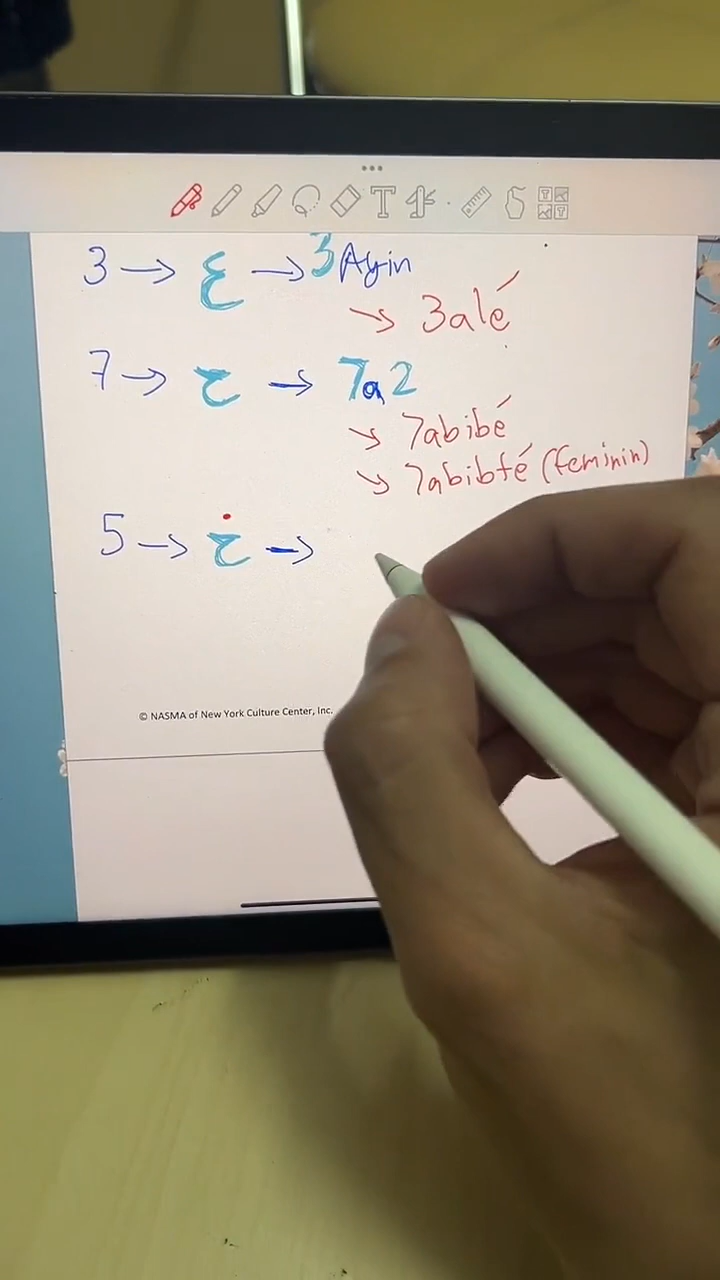 3 → ع → 3Ayin
↘ 3alé
7 → ح → 7a2
↘ 7abibé
↘ 7abibté (feminin)
5 → خ →
© NASMA of New York Culture Center, Inc.